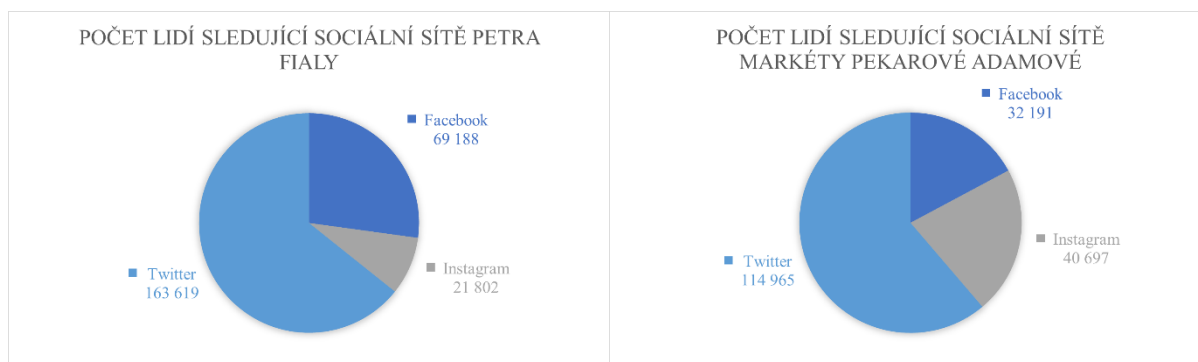 POČET LIDÍ SLEDUJÍCÍ SOCIÁLNÍ SÍTĚ PETRA
FIALY
Facebook
69 188
Instagram
21 802
Twitter
163 619
POČET LIDÍ SLEDUJÍCÍ SOCIÁLNÍ SÍTĚ
MARKÉTY PEKAROVÉ ADAMOVÉ
Facebook
32 191
Instagram
40 697
Twitter
114 965